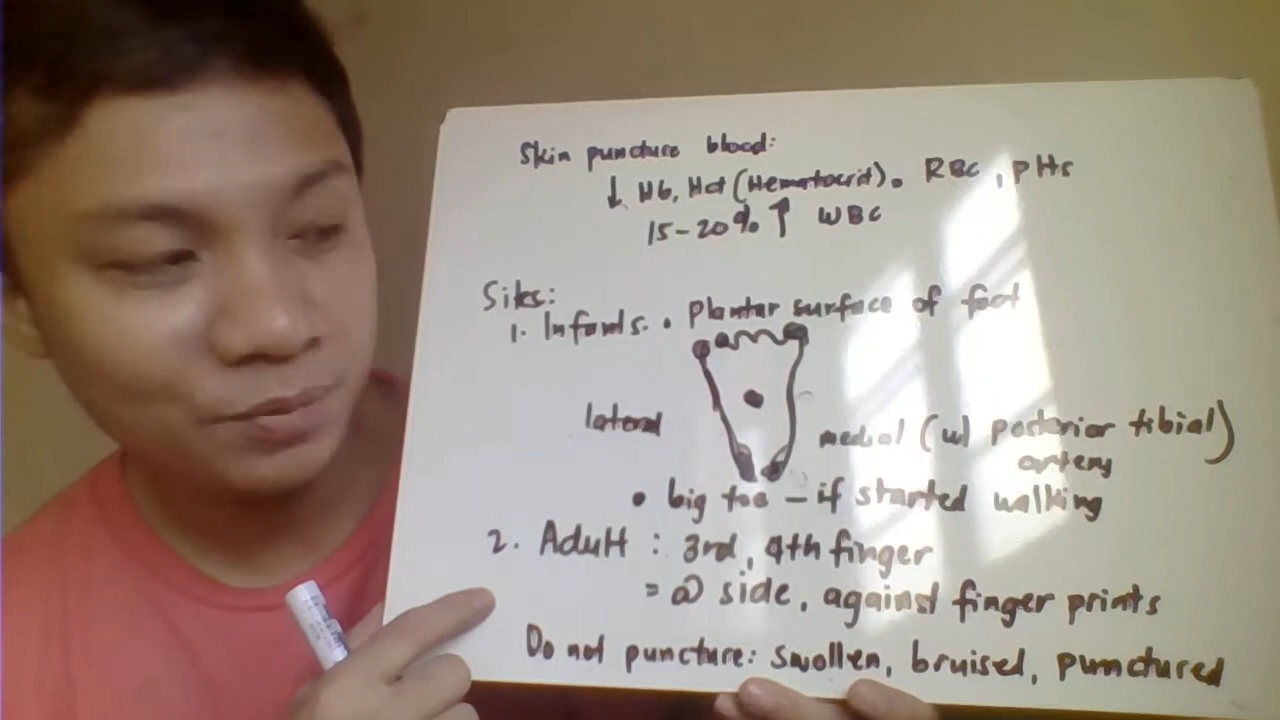 Skin puncture blood:
↓ Hb, Hct (Hematocrit). RBC, pHs
15-20% ↑ WBC
Sites:
1. Infants. • Plantar surface of foot
lateral
medial (w/ posterior tibial)
artery
• big toe - if started walking
2. Adult : 3rd, 4th finger
= @ side, against finger prints
Do not puncture: swollen, bruised, punctured